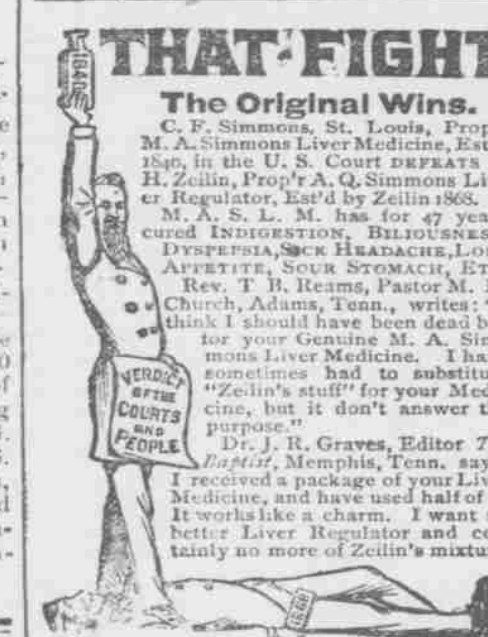 THAT FIGHT
The Original Wins.
C. F. Simmons, St. Louis, Prop
M. A. Simmons Liver Medicine, Est
1840, in the U. S. Court DEFEATS
H. Zeilin, Prop'r A. Q. Simmons Li
er Regulator, Est'd by Zeilin 1868.
M. A. S. L. M. has for 47 yea
cured INDIGESTION, BILIOUSNES
DYSPEPSIA, SICK HEADACHE, LO
APPETITE, SOUR STOMACH, ET
Rev. T. B. Reams, Pastor M.
Church, Adams, Tenn., writes: "
think I should have been dead b
for your Genuine M. A. Sim
mons Liver Medicine. I ha
sometimes had to substitu
"Zeilin's stuff" for your Med
cine, but it don't answer t
purpose."
Dr. J. R. Graves, Editor T
Baptist, Memphis, Tenn. say
I received a package of your Liv
Medicine, and have used half of
It works like a charm. I want
better Liver Regulator and ce
tainly no more of Zeilin's mixtu
1840
VERDICT
OF THE
COURTS
AND
PEOPLE
1868